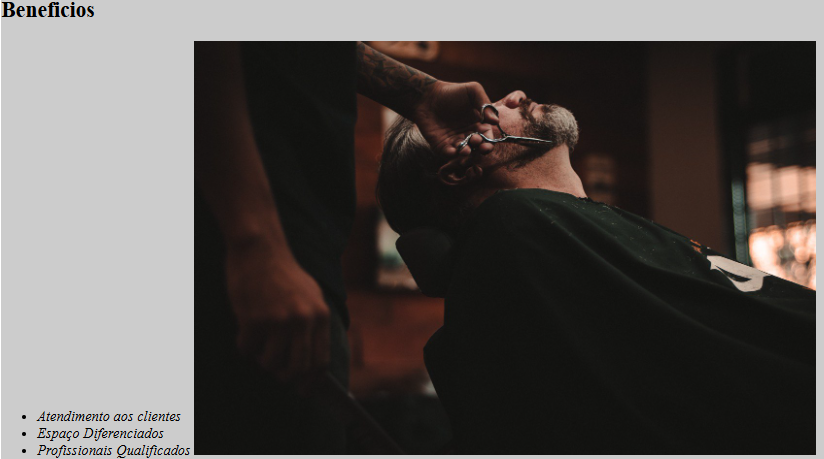 Beneficios
Atendimento aos clientes
Espaço Diferenciados
Profissionais Qualificados